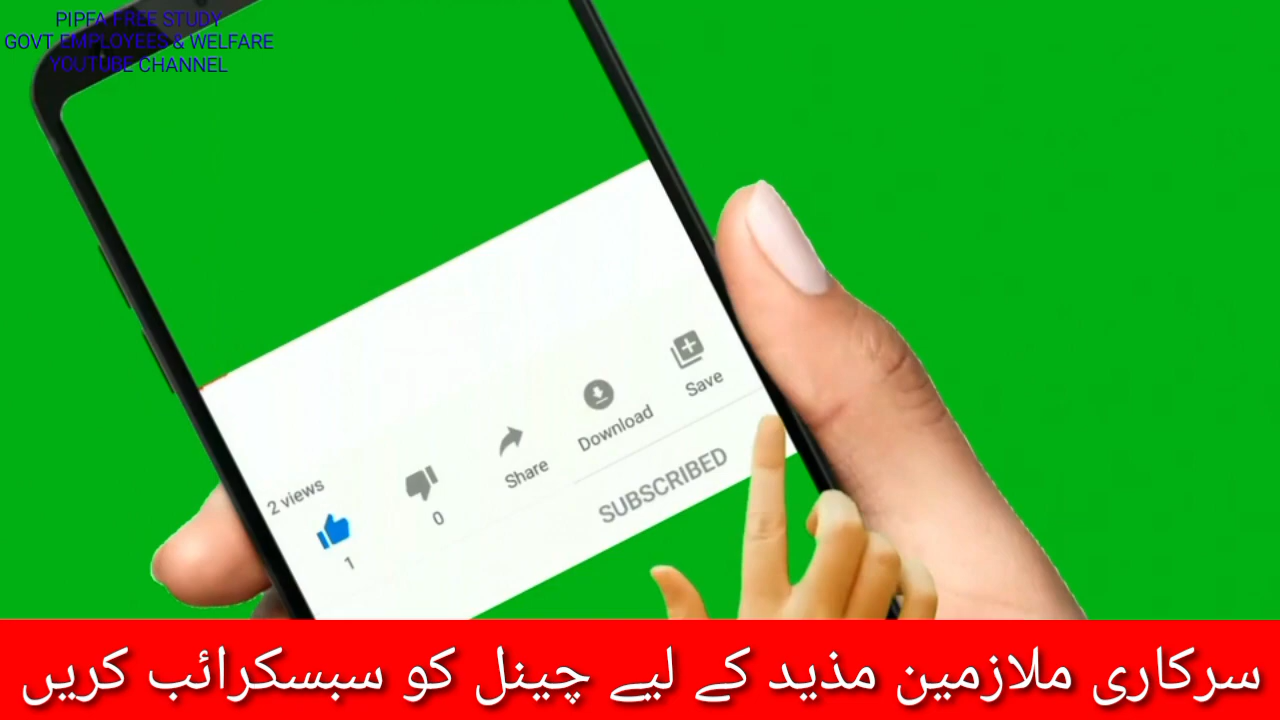 PIPFA FREE STUDY
GOVT EMPLOYEES & WELFARE
YOUTUBE CHANNEL
Save
Download
Share
2 views
0
1
SUBSCRIBED
سرکاری ملازمین مذید کے لیے چینل کو سبسکرائب کریں